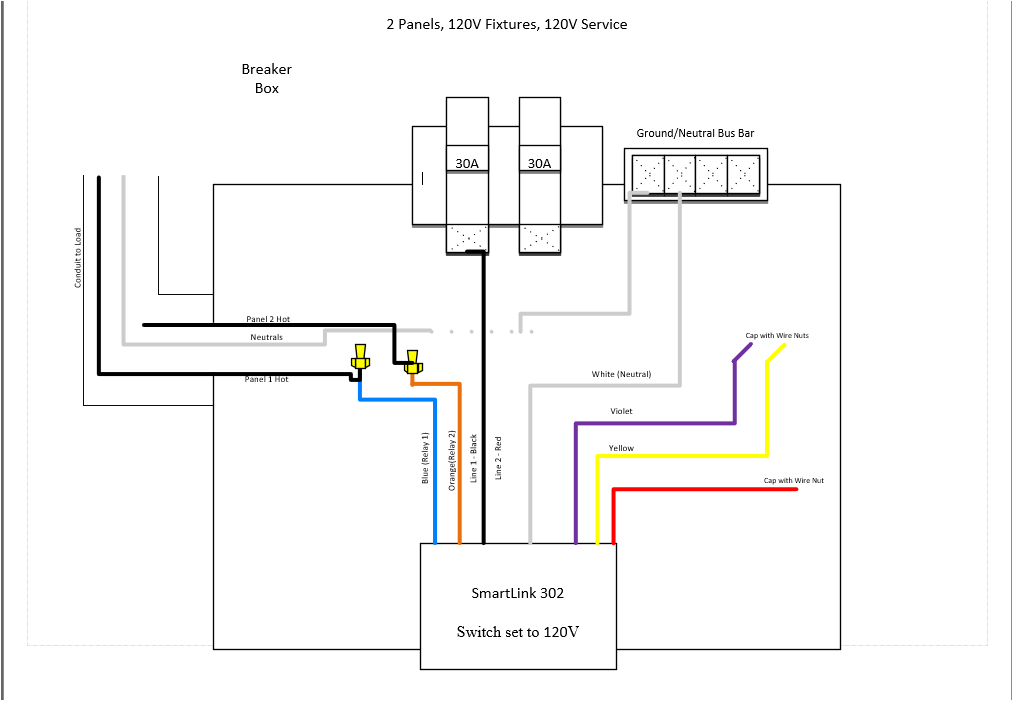 2 Panels, 120V Fixtures, 120V Service
Breaker
Box
Ground/Neutral Bus Bar
30A
30A
Conduit to Load
Panel 2 Hot
Neutrals
Panel 1 Hot
Cap with Wire Nuts
White (Neutral)
Violet
Yellow
Cap with Wire Nut
Blue (Relay 1)
Orange(Relay 2)
Line 1 - Black
Line 2 - Red
SmartLink 302
Switch set to 120V